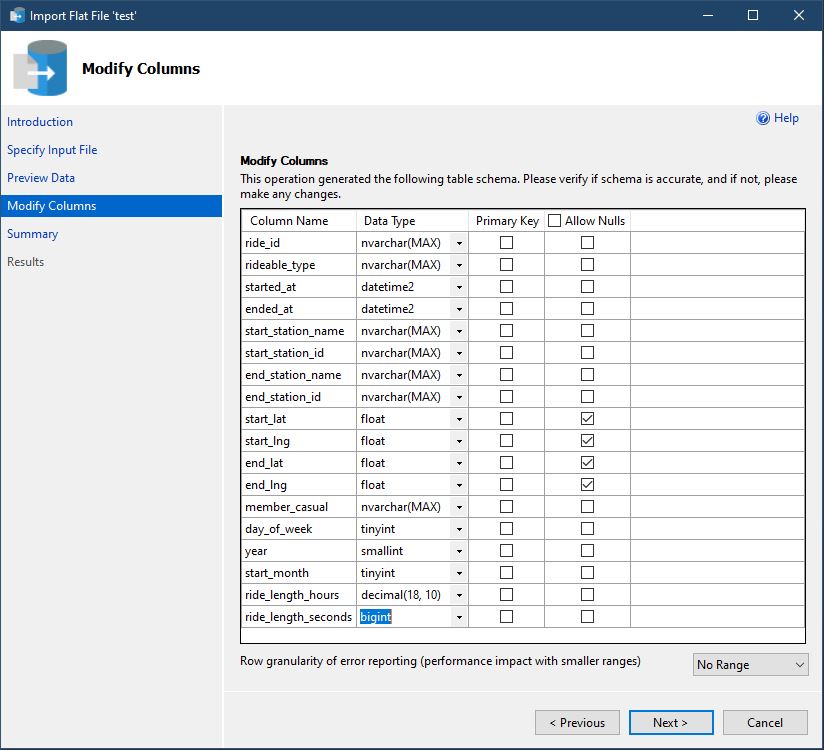 Import Flat File 'test'
Modify Columns
Introduction
Specify Input File
Preview Data
Modify Columns
Summary
Results
Help
Modify Columns
This operation generated the following table schema. Please verify if schema is accurate, and if not, please
make any changes.
Column Name Data Type Primary Key Allow Nulls
ride_id nvarchar(MAX)
rideable_type nvarchar(MAX)
started_at datetime2
ended_at datetime2
start_station_name nvarchar(MAX)
start_station_id nvarchar(MAX)
end_station_name nvarchar(MAX)
end_station_id nvarchar(MAX)
start_lat float
start_lng float
end_lat float
end_lng float
member_casual nvarchar(MAX)
day_of_week tinyint
year smallint
start_month tinyint
ride_length_hours decimal(18, 10)
ride_length_seconds bigint
Row granularity of error reporting (performance impact with smaller ranges) No Range
< Previous Next > Cancel